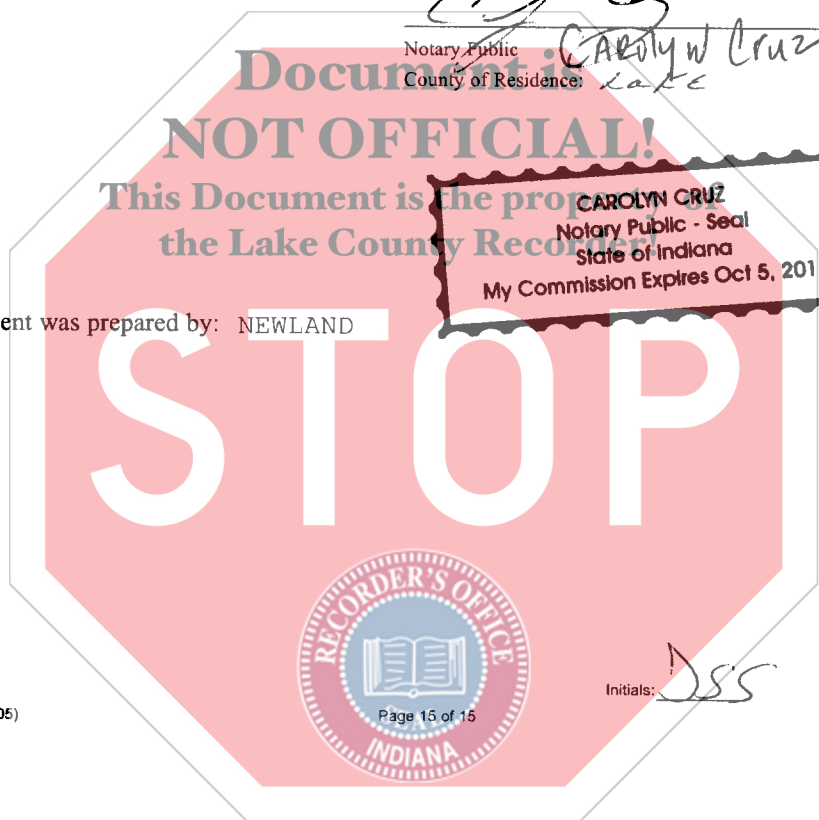 Notary Public Carolyn Cruz
County of Residence: Lake
Document is
NOT OFFICIAL!
This Document is the property of
the Lake County Recorder!
CAROLYN CRUZ
Notary Public - Seal
State of Indiana
My Commission Expires Oct 5, 201
ent was prepared by: NEWLAND
STOP
RECORDER'S OFFICE
SEAL
INDIANA
Initials: DSS
05)
Page 15 of 15